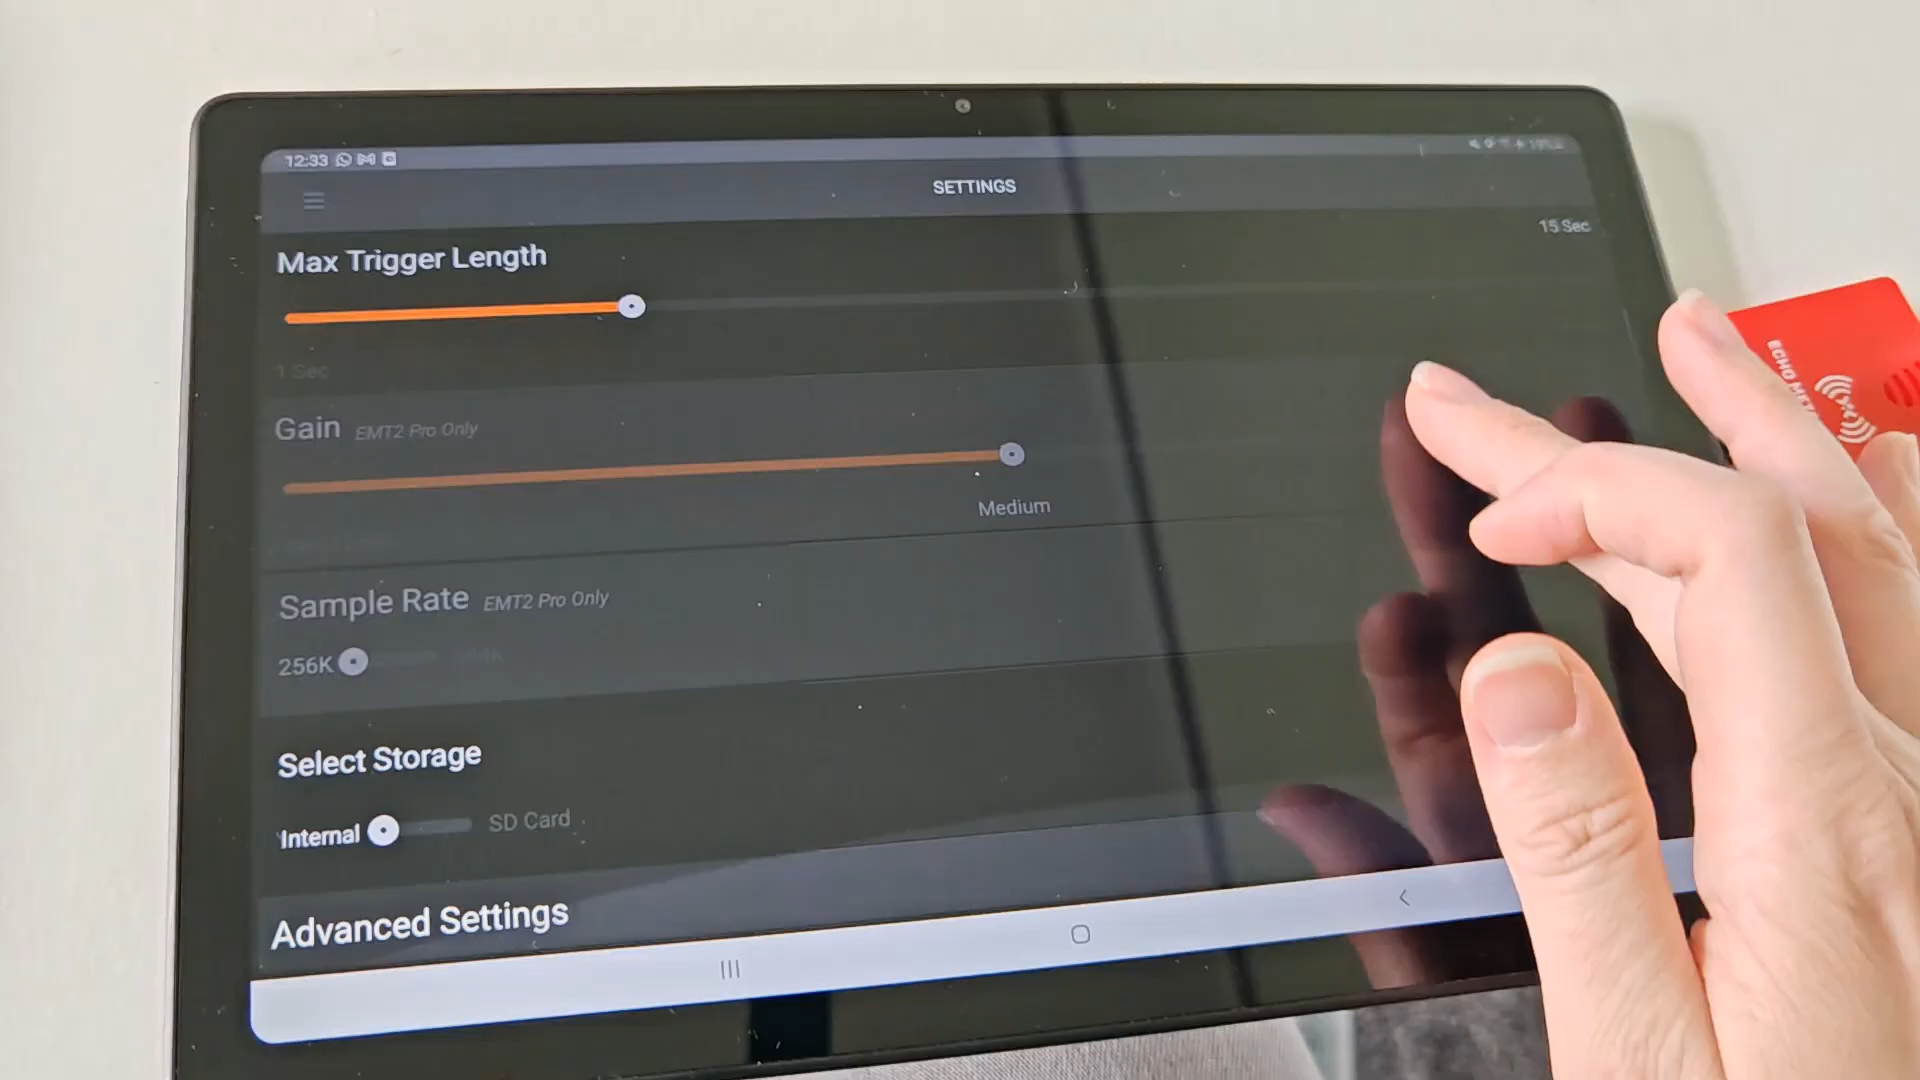 12:33
SETTINGS
15 Sec
Max Trigger Length
1 Sec
Gain EMT2 Pro Only
Medium
Sample Rate EMT2 Pro Only
256K
Select Storage
Internal SD Card
Advanced Settings
ECHO